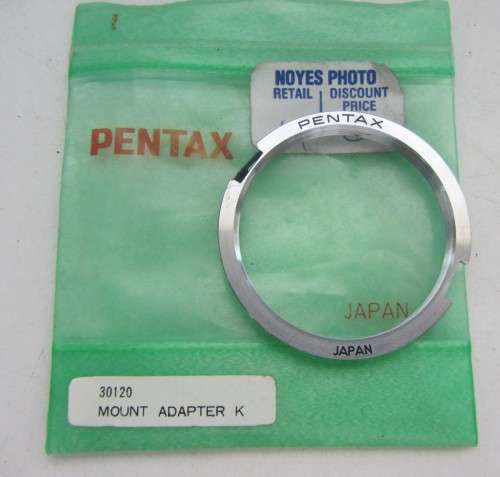 NOYES PHOTO
RETAIL DISCOUNT
PRICE
PENTAX
PENTAX
JAPAN
JAPAN
30120
MOUNT ADAPTER K